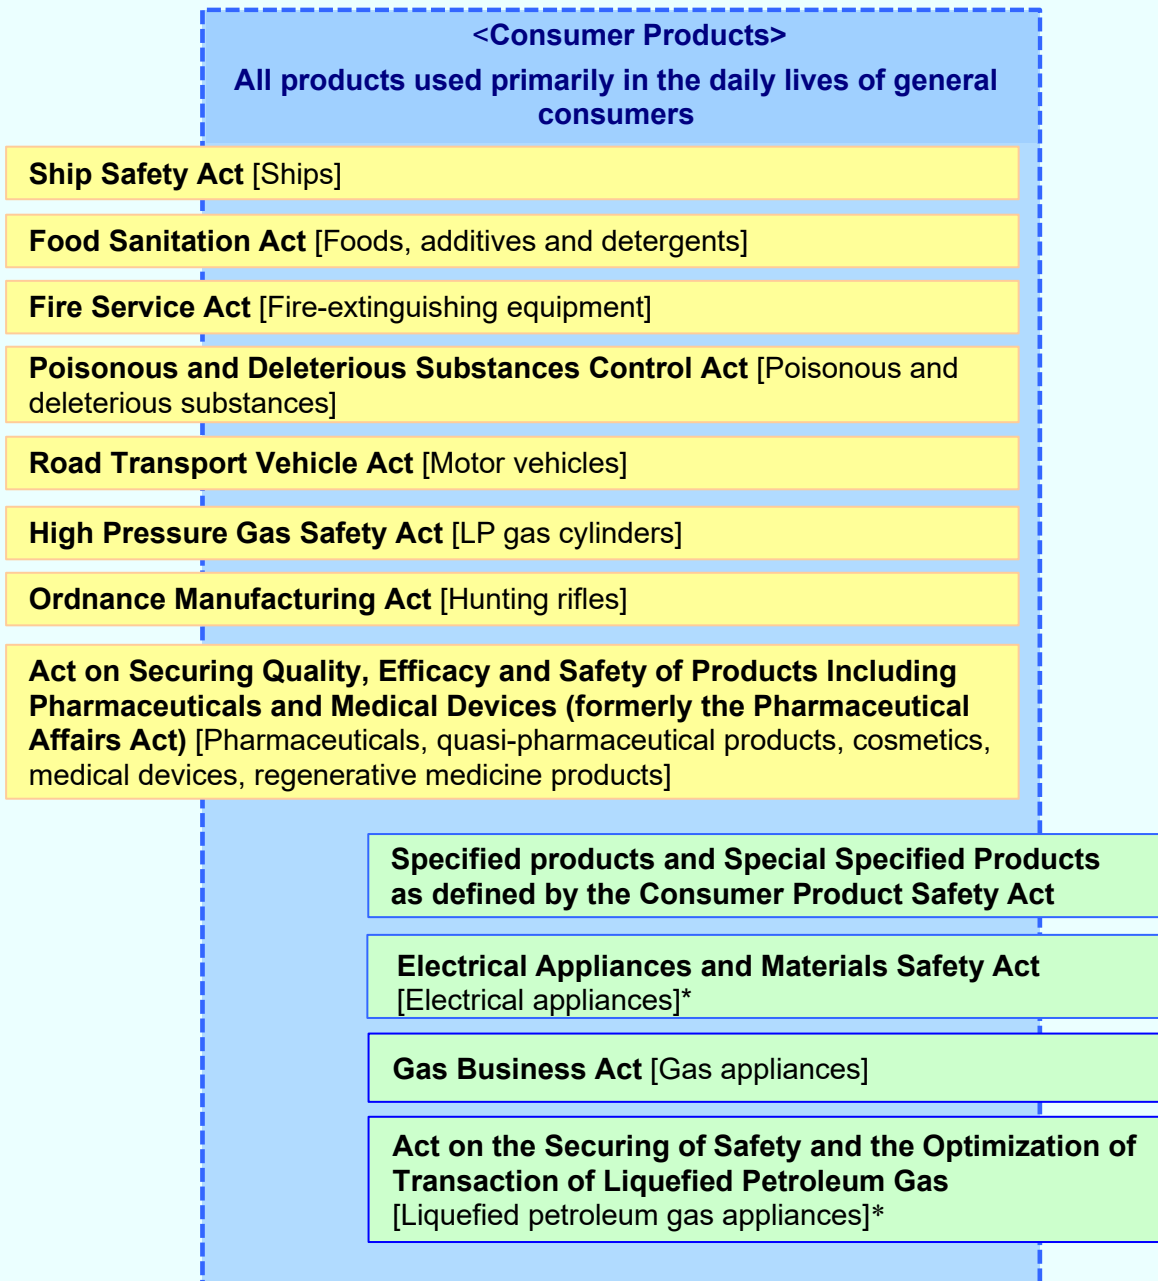 <Consumer Products>
All products used primarily in the daily lives of general
consumers
Ship Safety Act [Ships]
Food Sanitation Act [Foods, additives and detergents]
Fire Service Act [Fire-extinguishing equipment]
Poisonous and Deleterious Substances Control Act [Poisonous and
deleterious substances]
Road Transport Vehicle Act [Motor vehicles]
High Pressure Gas Safety Act [LP gas cylinders]
Ordnance Manufacturing Act [Hunting rifles]
Act on Securing Quality, Efficacy and Safety of Products Including
Pharmaceuticals and Medical Devices (formerly the Pharmaceutical
Affairs Act) [Pharmaceuticals, quasi-pharmaceutical products, cosmetics,
medical devices, regenerative medicine products]
Specified products and Special Specified Products
as defined by the Consumer Product Safety Act
Electrical Appliances and Materials Safety Act
[Electrical appliances]*
Gas Business Act [Gas appliances]
Act on the Securing of Safety and the Optimization of
Transaction of Liquefied Petroleum Gas
[Liquefied petroleum gas appliances]*